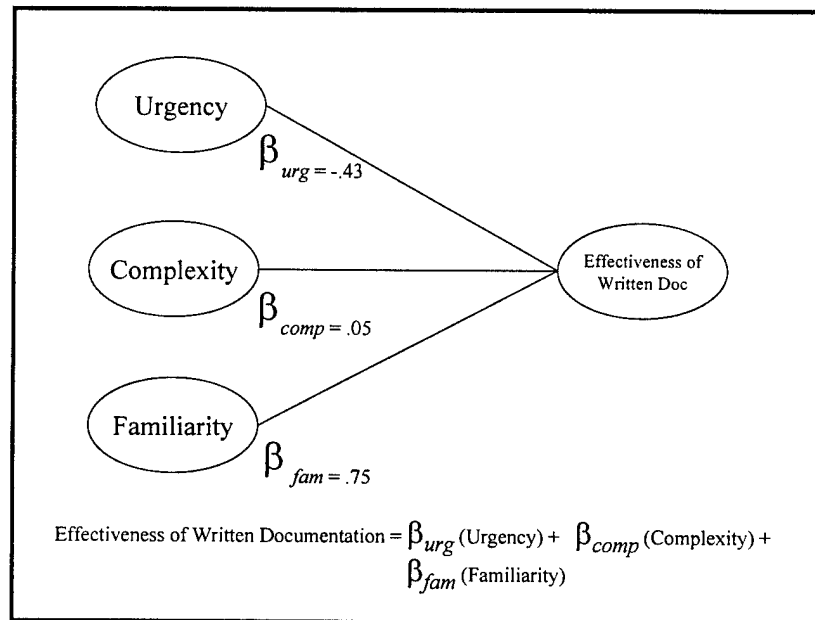 Urgency
β urg = -.43
Complexity
β comp = .05
Effectiveness of
Written Doc
Familiarity
β fam = .75
Effectiveness of Written Documentation = β urg (Urgency) + β comp (Complexity) +
β fam (Familiarity)